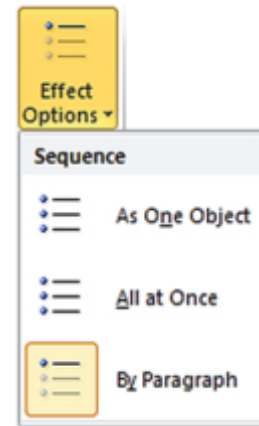 Effect
Options
Sequence
As One Object
All at Once
By Paragraph